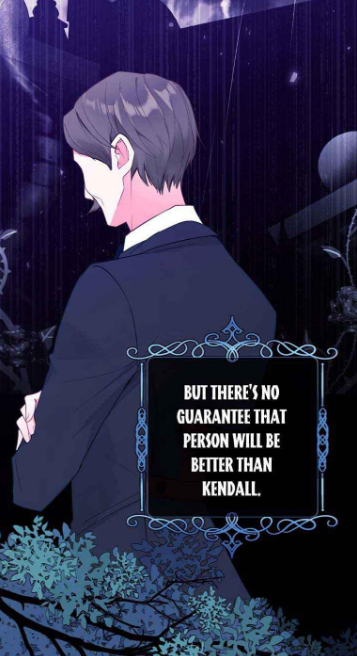 BUT THERE'S NO
GUARANTEE THAT
PERSON WILL BE
BETTER THAN
KENDALL.